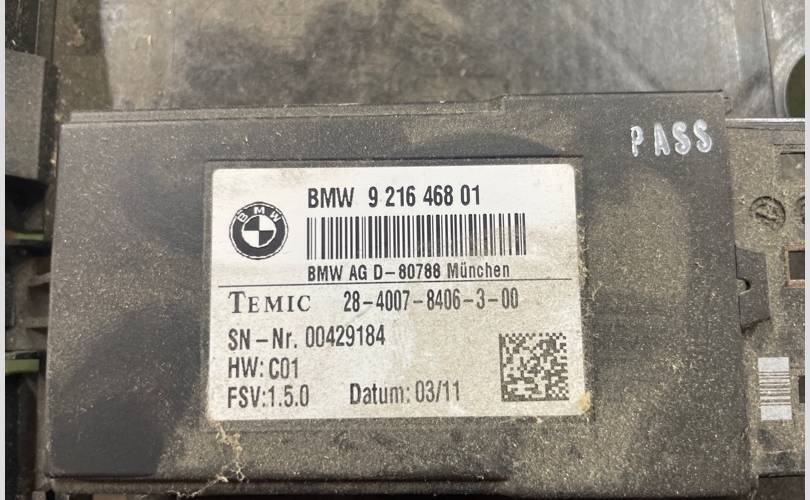 PASS
BMW
BMW 9 216 468 01
BMW AG D-80788 München
TEMIC 28-4007-8406-3-00
SN-Nr. 00429184
HW: C01
FSV:1.5.0 Datum: 03/11